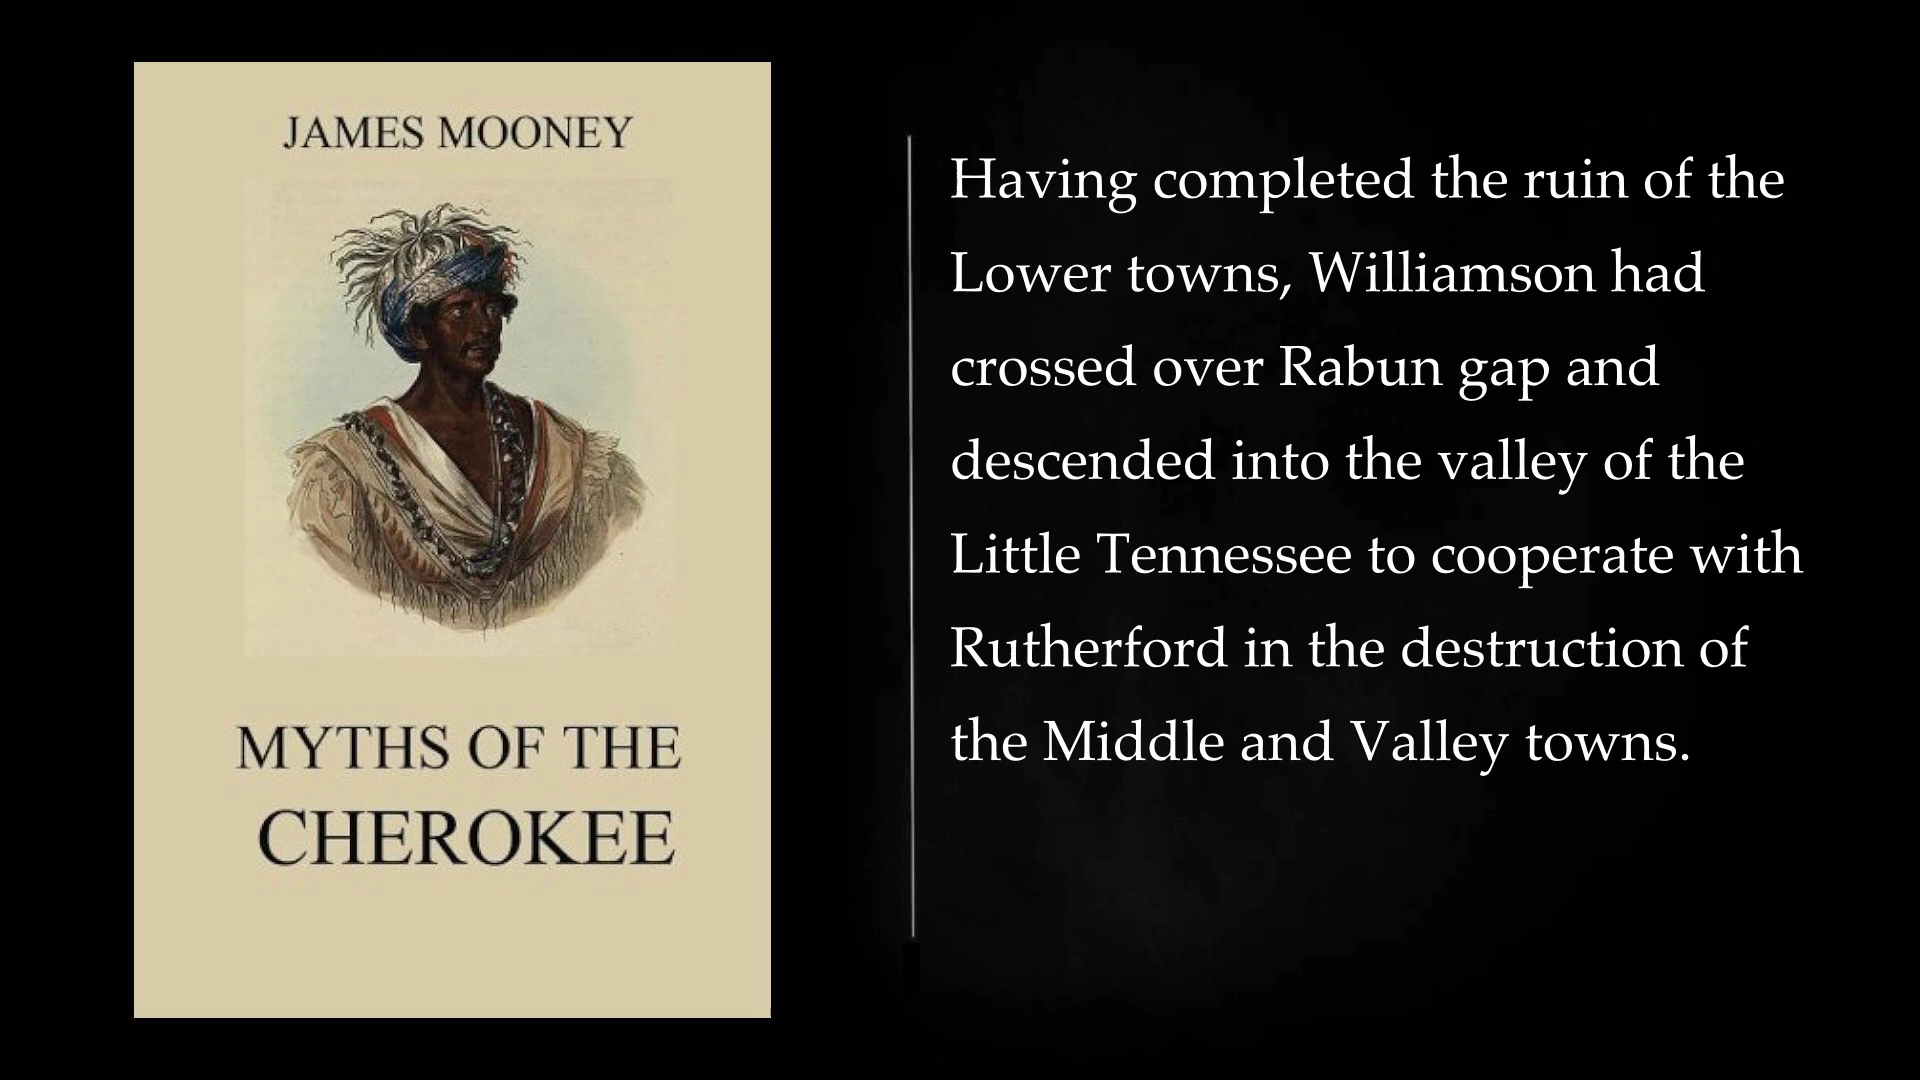 JAMES MOONEY
MYTHS OF THE
CHEROKEE
Having completed the ruin of the
Lower towns, Williamson had
crossed over Rabun gap and
descended into the valley of the
Little Tennessee to cooperate with
Rutherford in the destruction of
the Middle and Valley towns.